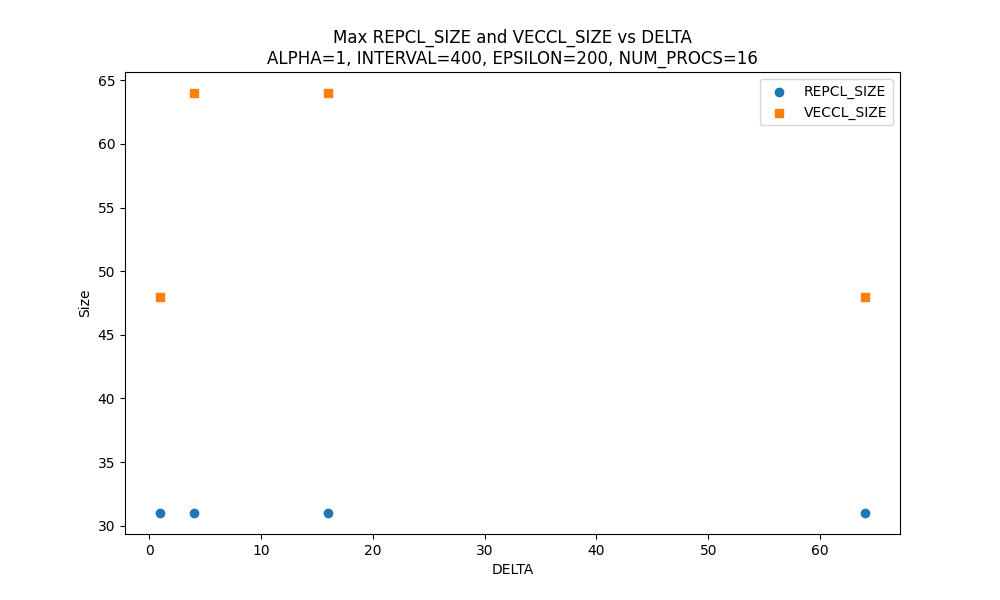 Max REPCL_SIZE and VECCL_SIZE vs DELTA
ALPHA=1, INTERVAL=400, EPSILON=200, NUM_PROCS=16
REPCL_SIZE
VECCL_SIZE
65
60
55
50
45
40
35
30
Size
0 10 20 30 40 50 60
DELTA